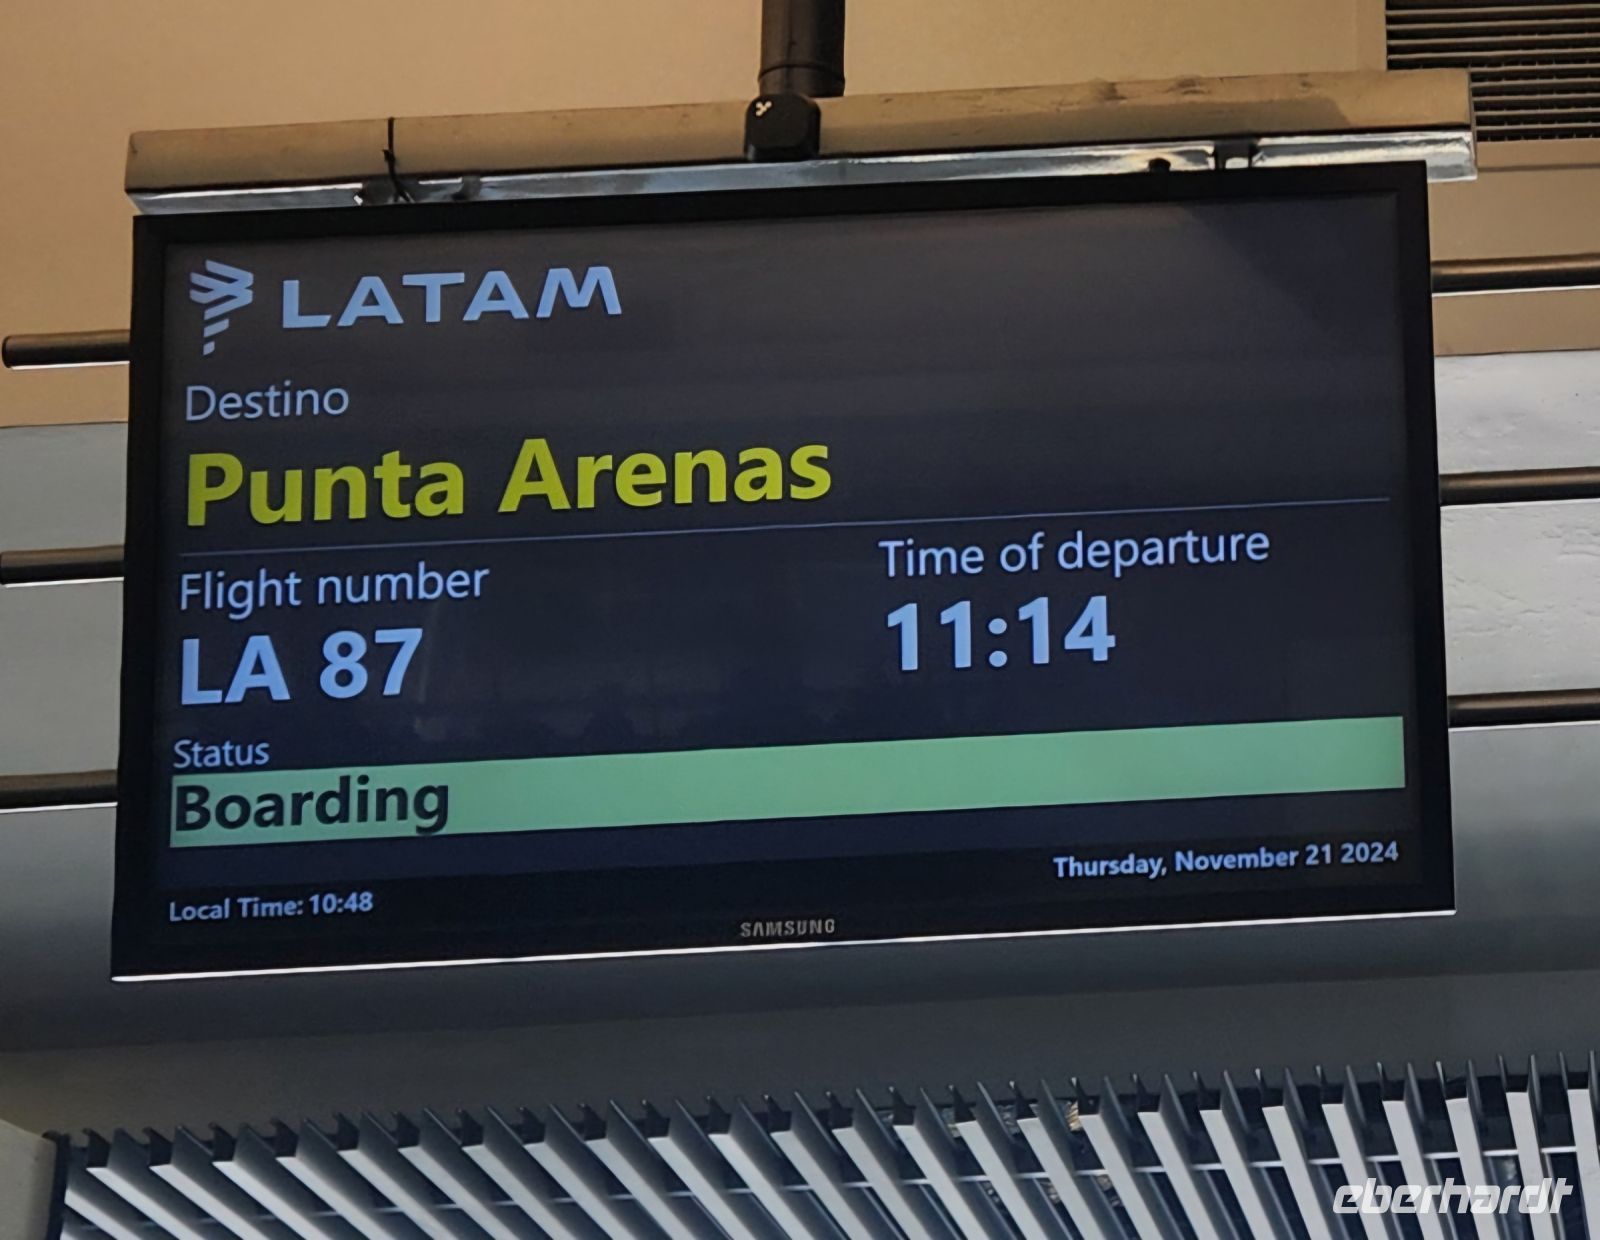 LATAM
Destino
Punta Arenas
Flight number
Time of departure
LA 87
11:14
Status
Boarding
Thursday, November 21 2024
Local Time: 10:48
SAMSUNG
eberhardt